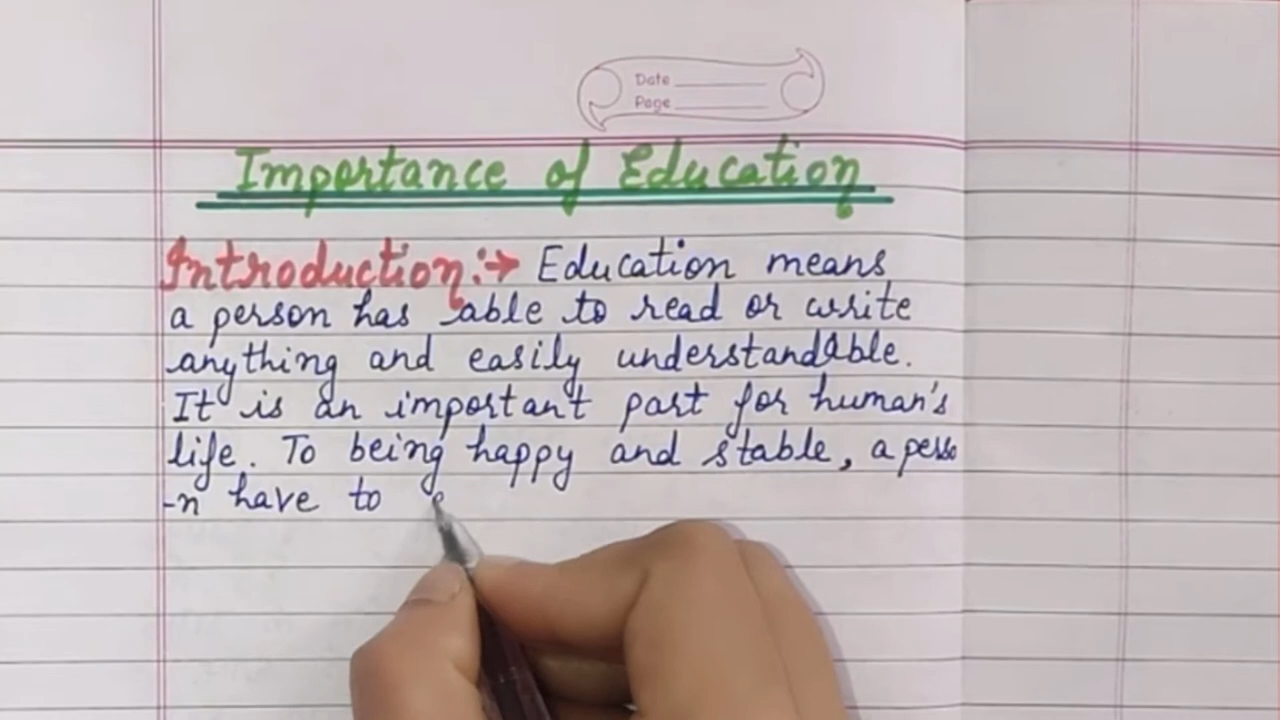 Date
Page
Importance of Education
Introduction:→ Education means
a person has able to read or write
anything and easily understandable.
It is an important part for human's
life. To being happy and stable, a perso
-n have to